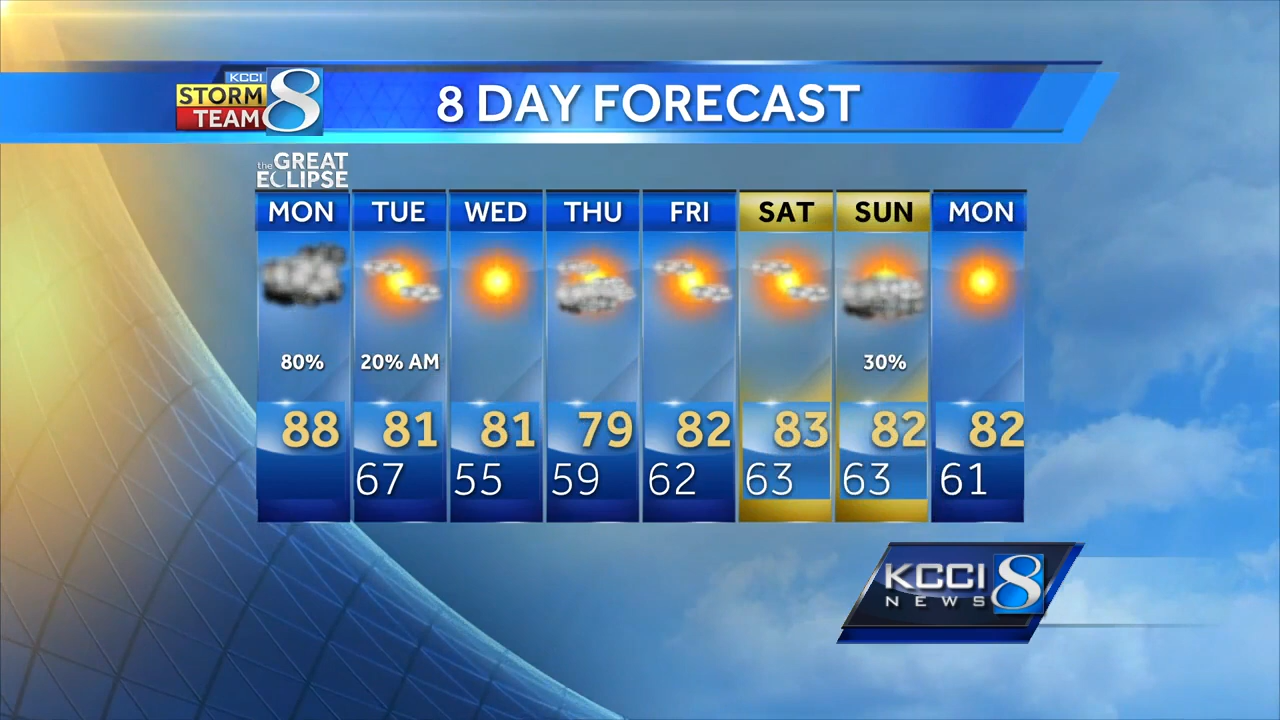 KCCI
STORM
TEAM 8
8 DAY FORECAST
the GREAT
ECLIPSE
MON TUE WED THU FRI SAT SUN MON
80% 20% AM 30%
88 81 81 79 82 83 82 82
67 55 59 62 63 63 61
KCCI 8
NEWS